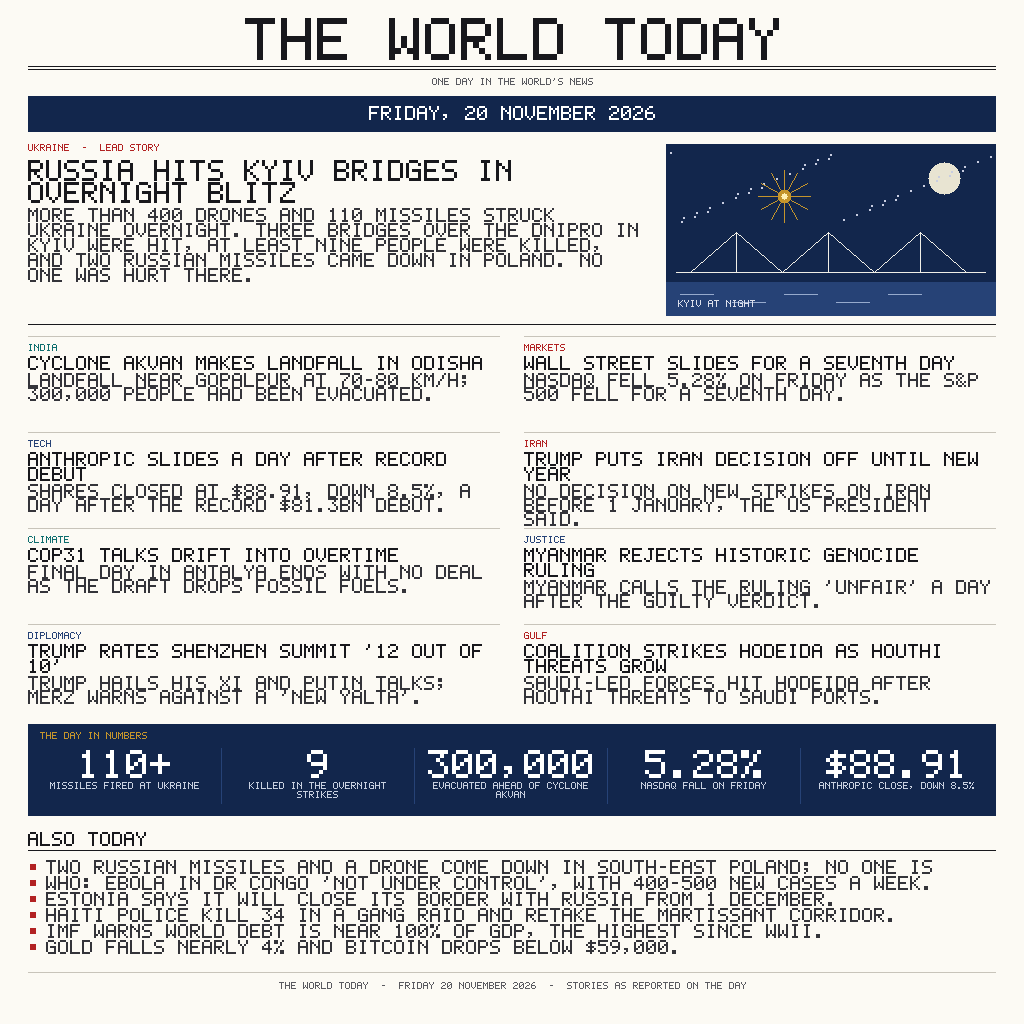 THE WORLD TODAY
ONE DAY IN THE WORLD'S NEWS
FRIDAY, 20 NOVEMBER 2026
UKRAINE - LEAD STORY
RUSSIA HITS KYIV BRIDGES IN
OVERNIGHT BLITZ
MORE THAN 400 DRONES AND 110 MISSILES STRUCK
UKRAINE OVERNIGHT. THREE BRIDGES OVER THE DNIPRO IN
KYIV WERE HIT, AT LEAST NINE PEOPLE WERE KILLED,
AND TWO RUSSIAN MISSILES CAME DOWN IN POLAND. NO
ONE WAS HURT THERE.
KYIV AT NIGHT
INDIA
CYCLONE AKVAN MAKES LANDFALL IN ODISHA
LANDFALL NEAR GOPALPUR AT 70-80 KM/H;
300,000 PEOPLE HAD BEEN EVACUATED.
MARKETS
WALL STREET SLIDES FOR A SEVENTH DAY
NASDAQ FELL 5.28% ON FRIDAY AS THE S&P
500 FELL FOR A SEVENTH DAY.
TECH
ANTHROPIC SLIDES A DAY AFTER RECORD
DEBUT
SHARES CLOSED AT $88.91, DOWN 8.5%, A
DAY AFTER THE RECORD $81.3BN DEBUT.
IRAN
TRUMP PUTS IRAN DECISION OFF UNTIL NEW
YEAR
NO DECISION ON NEW STRIKES ON IRAN
BEFORE 1 JANUARY, THE US PRESIDENT
SAID.
CLIMATE
COP31 TALKS DRIFT INTO OVERTIME
FINAL DAY IN ANTALYA ENDS WITH NO DEAL
AS THE DRAFT DROPS FOSSIL FUELS.
JUSTICE
MYANMAR REJECTS HISTORIC GENOCIDE
RULING
MYANMAR CALLS THE RULING 'UNFAIR' A DAY
AFTER THE GUILTY VERDICT.
DIPLOMACY
TRUMP RATES SHENZHEN SUMMIT '12 OUT OF
10'
TRUMP HAILS HIS XI AND PUTIN TALKS;
MERZ WARNS AGAINST A 'NEW YALTA'.
GULF
COALITION STRIKES HODEIDA AS HOUTHI
THREATS GROW
SAUDI-LED FORCES HIT HODEIDA AFTER
HOUTHI THREATS TO SAUDI PORTS.
THE DAY IN NUMBERS
110+
MISSILES FIRED AT UKRAINE
9
KILLED IN THE OVERNIGHT
STRIKES
300,000
EVACUATED AHEAD OF CYCLONE
AKVAN
5.28%
NASDAQ FALL ON FRIDAY
$88.91
ANTHROPIC CLOSE, DOWN 8.5%
ALSO TODAY
TWO RUSSIAN MISSILES AND A DRONE COME DOWN IN SOUTH-EAST POLAND; NO ONE IS
WHO: EBOLA IN DR CONGO 'NOT UNDER CONTROL', WITH 400-500 NEW CASES A WEEK.
ESTONIA SAYS IT WILL CLOSE ITS BORDER WITH RUSSIA FROM 1 DECEMBER.
HAITI POLICE KILL 34 IN A GANG RAID AND RETAKE THE MARTISSANT CORRIDOR.
IMF WARNS WORLD DEBT IS NEAR 100% OF GDP, THE HIGHEST SINCE WWII.
GOLD FALLS NEARLY 4% AND BITCOIN DROPS BELOW $59,000.
THE WORLD TODAY - FRIDAY 20 NOVEMBER 2026 - STORIES AS REPORTED ON THE DAY